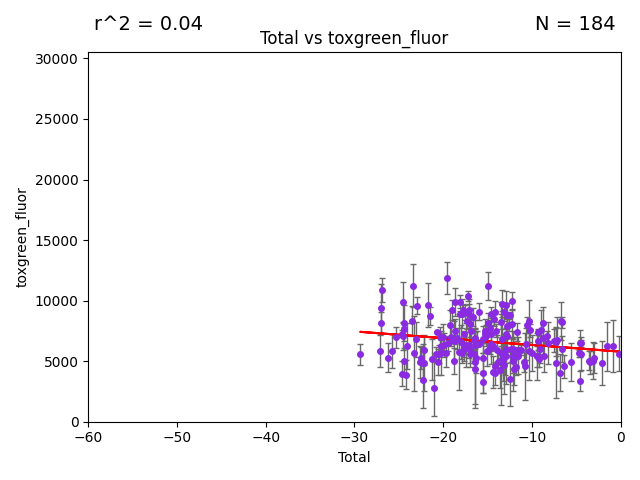 r^2 = 0.04
N = 184
Total vs toxgreen_fluor
30000
25000
20000
15000
10000
5000
0
toxgreen_fluor
−60
−50
−40
−30
−20
−10
0
Total